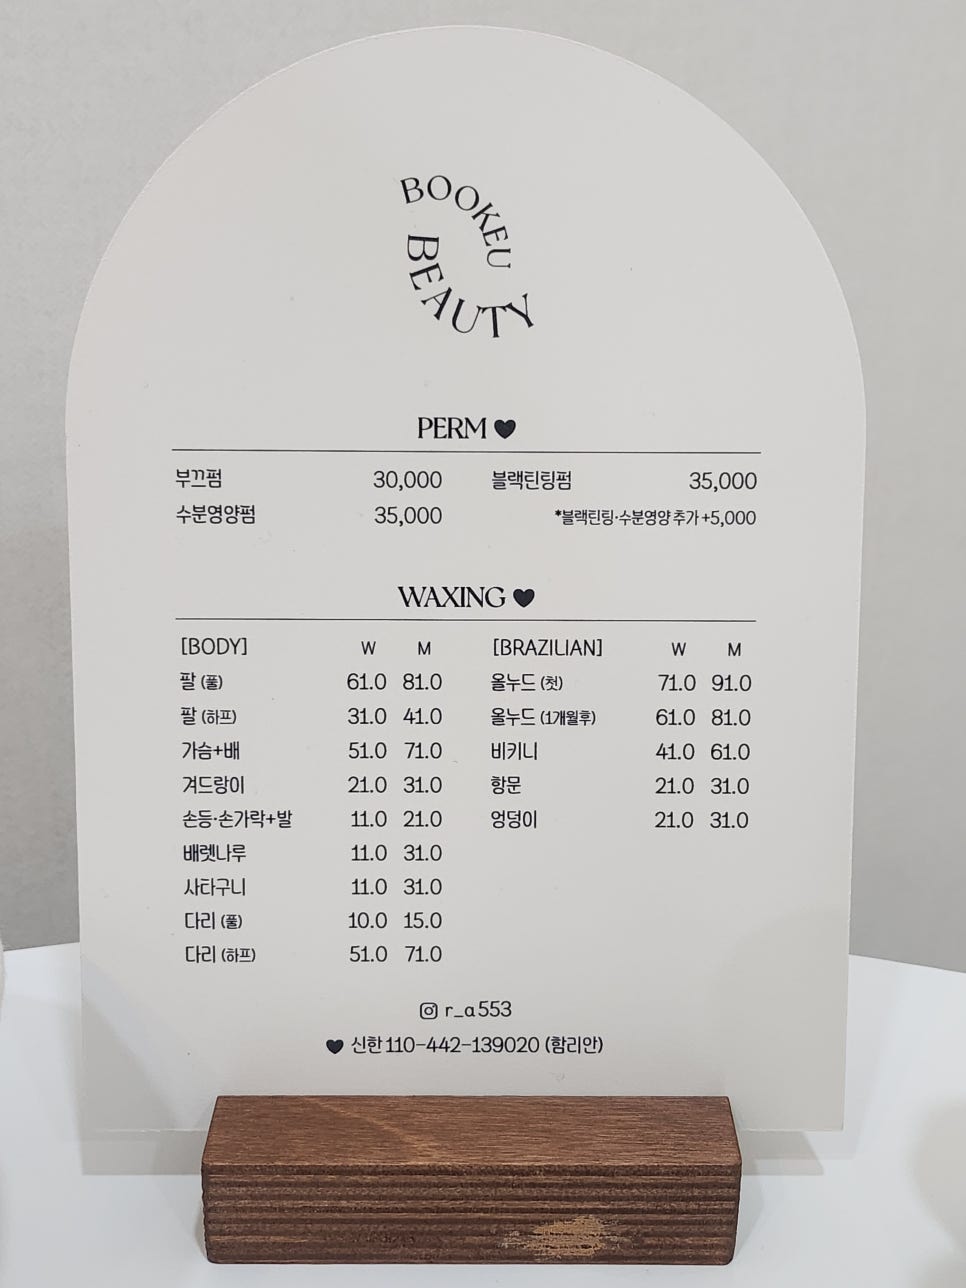 BOOKEU
BEAUTY
PERM ♥
부끄펌 30,000 블랙틴팅펌 35,000
수분영양펌 35,000 *블랙틴팅·수분영양 추가 +5,000
WAXING ♥
[BODY] W M [BRAZILIAN] W M
팔 (풀) 61.0 81.0 올누드 (첫) 71.0 91.0
팔 (하프) 31.0 41.0 올누드 (1개월후) 61.0 81.0
가슴+배 51.0 71.0 비키니 41.0 61.0
겨드랑이 21.0 31.0 항문 21.0 31.0
손등·손가락+발 11.0 21.0 엉덩이 21.0 31.0
배렛나루 11.0 31.0
사타구니 11.0 31.0
다리 (풀) 10.0 15.0
다리 (하프) 51.0 71.0
r_a553
♥ 신한 110-442-139020 (함리안)